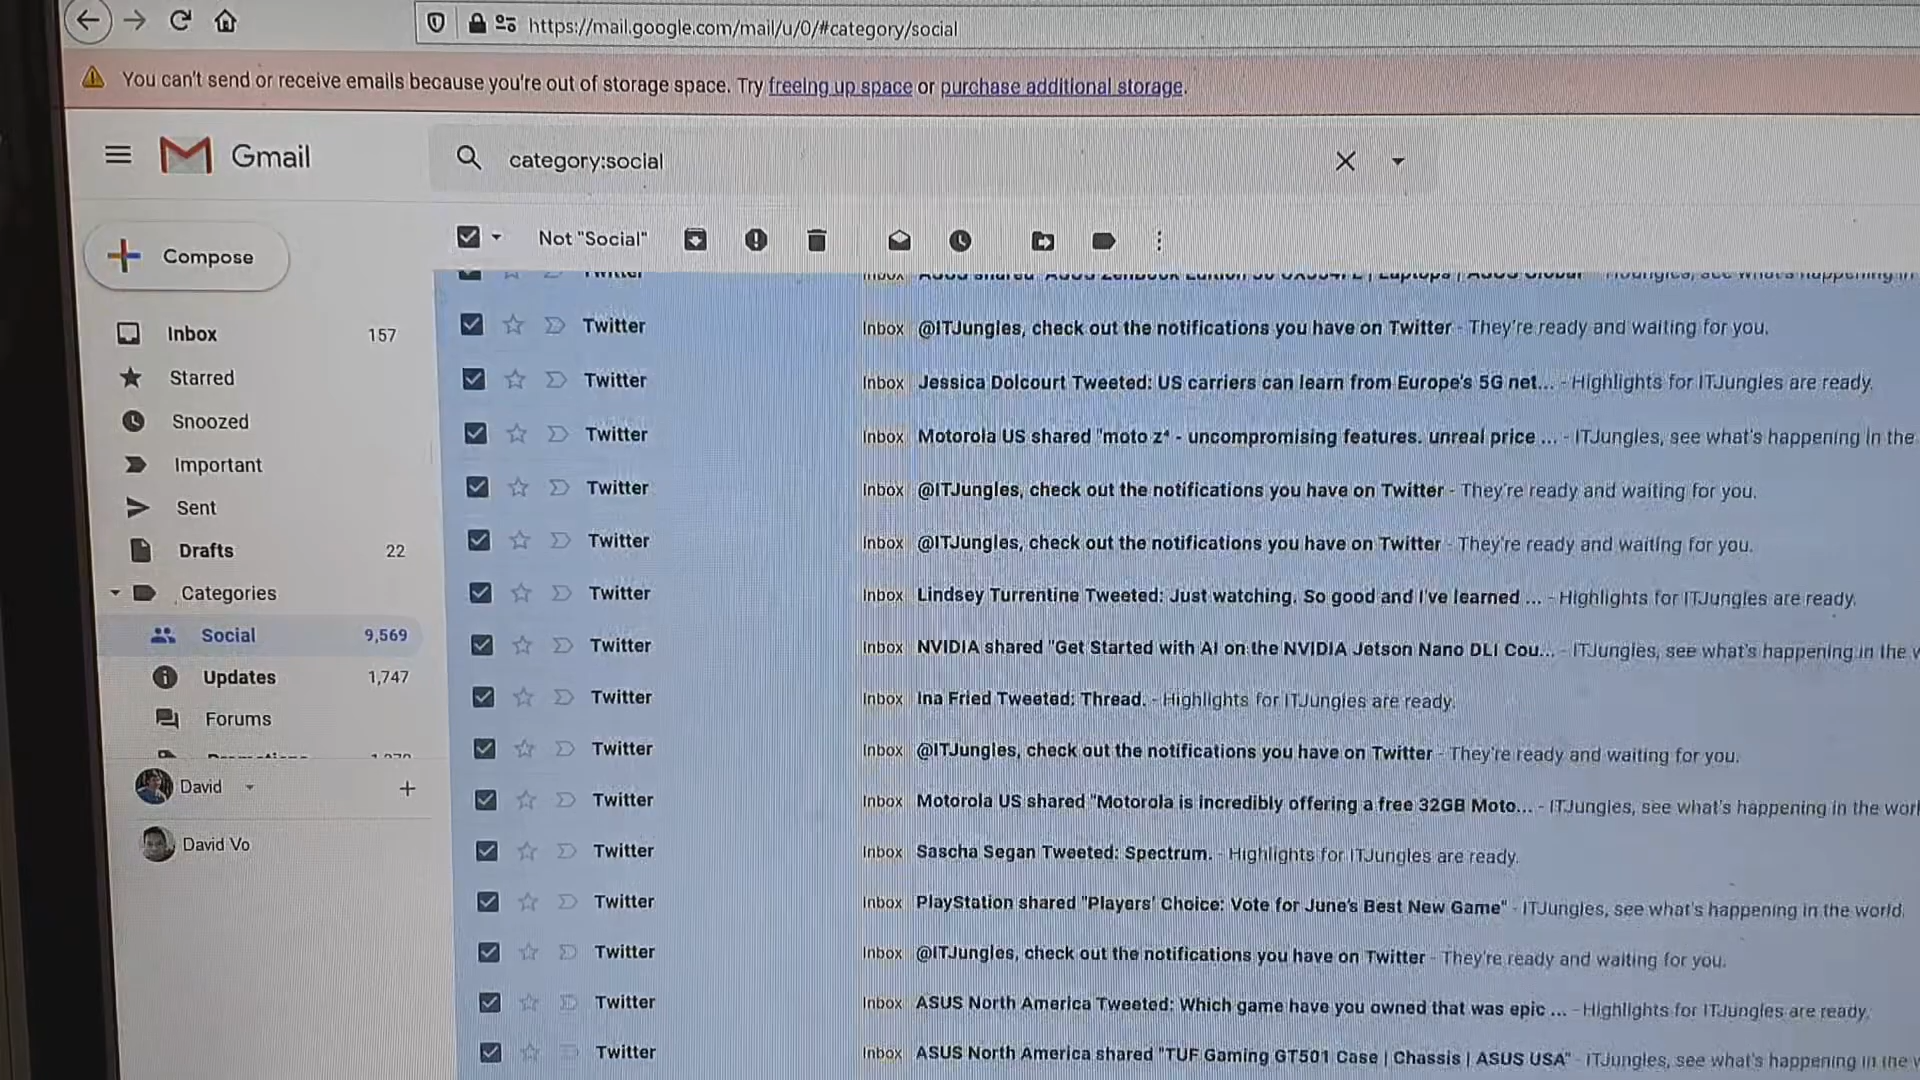 https://mail.google.com/mail/u/0/#category/social
You can't send or receive emails because you're out of storage space. Try freeing up space or purchase additional storage.
Gmail
category:social
Compose
Not "Social"
Inbox 157
Starred
Snoozed
Important
Sent
Drafts 22
Categories
Social 9,569
Updates 1,747
Forums
David
David Vo
Twitter Inbox @ITJungles, check out the notifications you have on Twitter - They're ready and waiting for you.
Twitter Inbox Jessica Dolcourt Tweeted: US carriers can learn from Europe's 5G net... - Highlights for ITJungles are ready.
Twitter Inbox Motorola US shared "moto z⁴ - uncompromising features. unreal price ... - ITJungles, see what's happening in the
Twitter Inbox @ITJungles, check out the notifications you have on Twitter - They're ready and waiting for you.
Twitter Inbox @ITJungles, check out the notifications you have on Twitter - They're ready and waiting for you.
Twitter Inbox Lindsey Turrentine Tweeted: Just watching. So good and I've learned ... - Highlights for ITJungles are ready.
Twitter Inbox NVIDIA shared "Get Started with AI on the NVIDIA Jetson Nano DLI Cou... - ITJungles, see what's happening in the w
Twitter Inbox Ina Fried Tweeted: Thread. - Highlights for ITJungles are ready.
Twitter Inbox @ITJungles, check out the notifications you have on Twitter - They're ready and waiting for you.
Twitter Inbox Motorola US shared "Motorola is incredibly offering a free 32GB Moto... - ITJungles, see what's happening in the worl
Twitter Inbox Sascha Segan Tweeted: Spectrum. - Highlights for ITJungles are ready.
Twitter Inbox PlayStation shared "Players' Choice: Vote for June's Best New Game" - ITJungles, see what's happening in the world.
Twitter Inbox @ITJungles, check out the notifications you have on Twitter - They're ready and waiting for you.
Twitter Inbox ASUS North America Tweeted: Which game have you owned that was epic ... - Highlights for ITJungles are ready.
Twitter Inbox ASUS North America shared "TUF Gaming GT501 Case | Chassis | ASUS USA" - ITJungles, see what's happening in the w